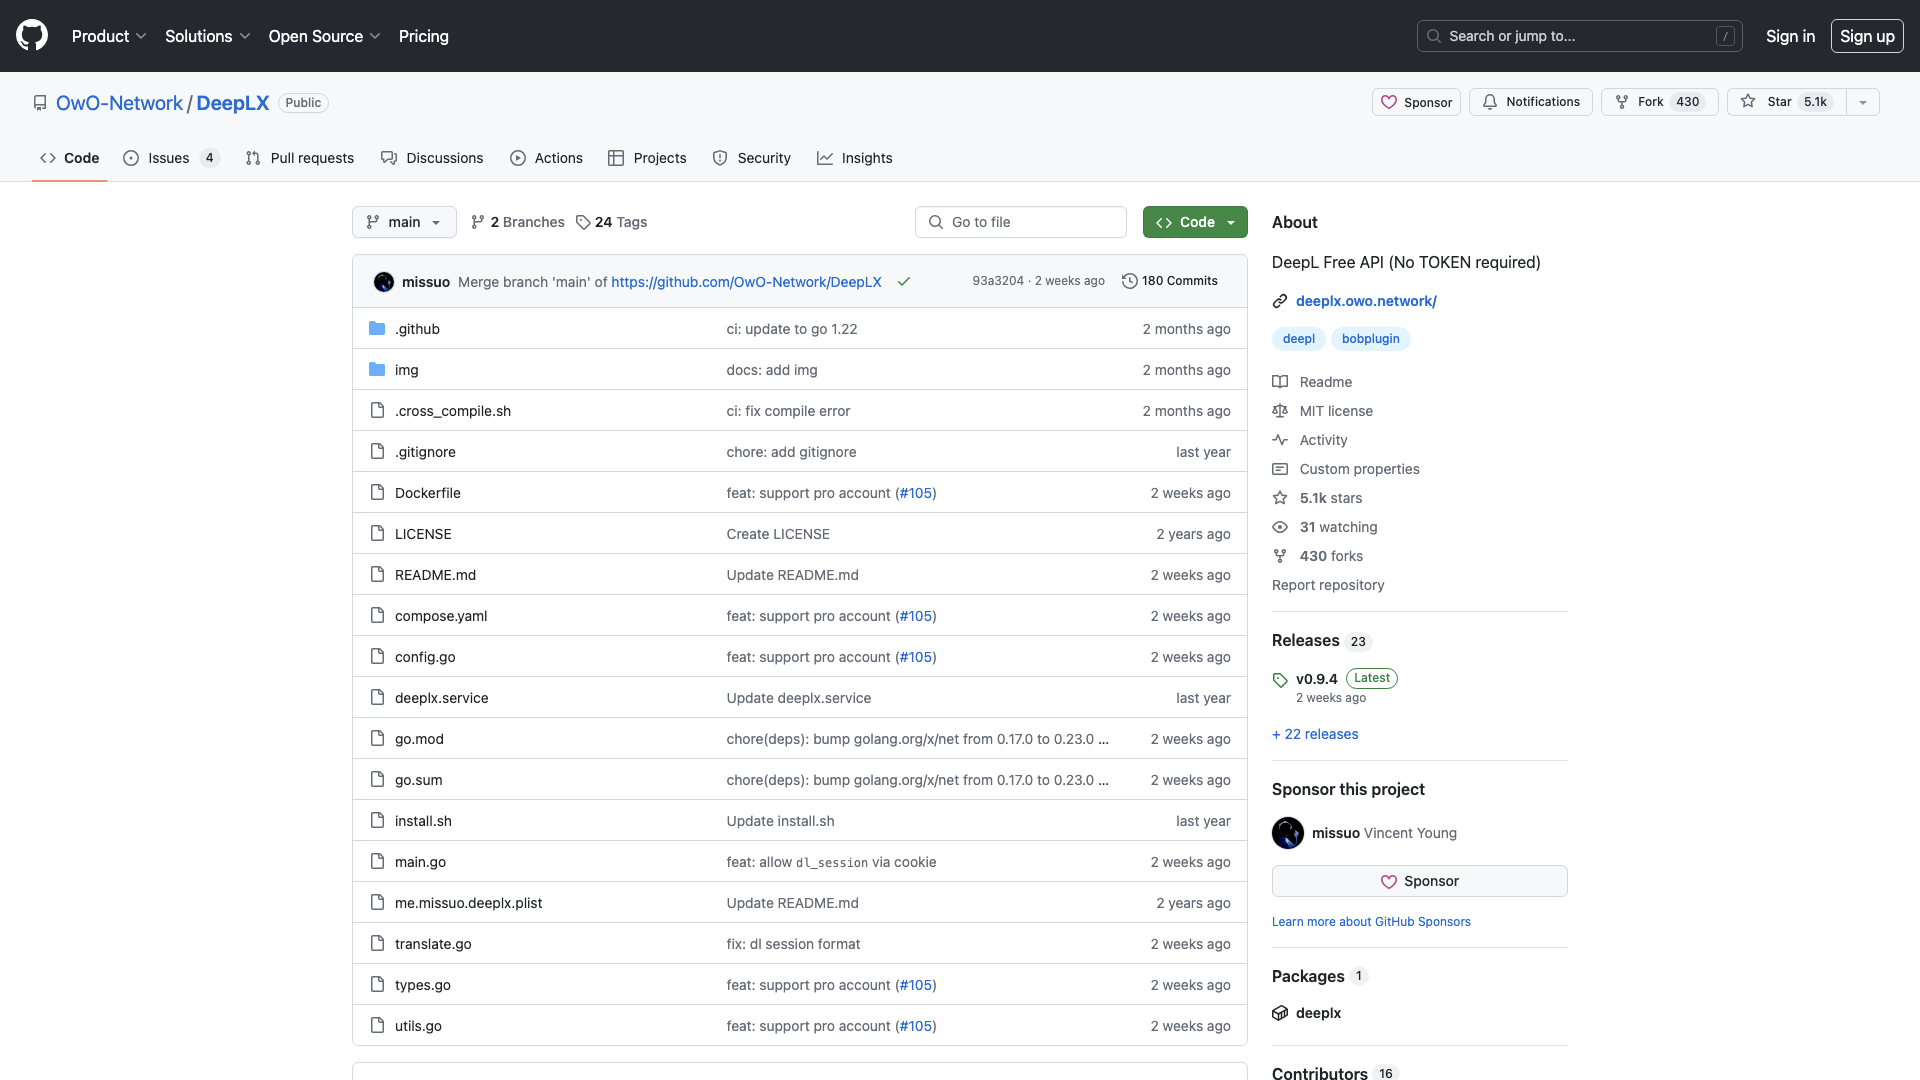 Product Solutions Open Source Pricing Search or jump to... / Sign in Sign up
OwO-Network / DeepLX Public Sponsor Notifications Fork 430 Star 5.1k
Code Issues 4 Pull requests Discussions Actions Projects Security Insights
main 2 Branches 24 Tags Go to file Code
missuo Merge branch 'main' of https://github.com/OwO-Network/DeepLX 93a3204 · 2 weeks ago 180 Commits
.github ci: update to go 1.22 2 months ago
img docs: add img 2 months ago
.cross_compile.sh ci: fix compile error 2 months ago
.gitignore chore: add gitignore last year
Dockerfile feat: support pro account (#105) 2 weeks ago
LICENSE Create LICENSE 2 years ago
README.md Update README.md 2 weeks ago
compose.yaml feat: support pro account (#105) 2 weeks ago
config.go feat: support pro account (#105) 2 weeks ago
deeplx.service Update deeplx.service last year
go.mod chore(deps): bump golang.org/x/net from 0.17.0 to 0.23.0 ... 2 weeks ago
go.sum chore(deps): bump golang.org/x/net from 0.17.0 to 0.23.0 ... 2 weeks ago
install.sh Update install.sh last year
main.go feat: allow dl_session via cookie 2 weeks ago
me.missuo.deeplx.plist Update README.md 2 years ago
translate.go fix: dl session format 2 weeks ago
types.go feat: support pro account (#105) 2 weeks ago
utils.go feat: support pro account (#105) 2 weeks ago
About
DeepL Free API (No TOKEN required)
deeplx.owo.network/
deepl bobplugin
Readme
MIT license
Activity
Custom properties
5.1k stars
31 watching
430 forks
Report repository
Releases 23
v0.9.4 Latest
2 weeks ago
+ 22 releases
Sponsor this project
missuo Vincent Young
Sponsor
Learn more about GitHub Sponsors
Packages 1
deeplx
Contributors 16